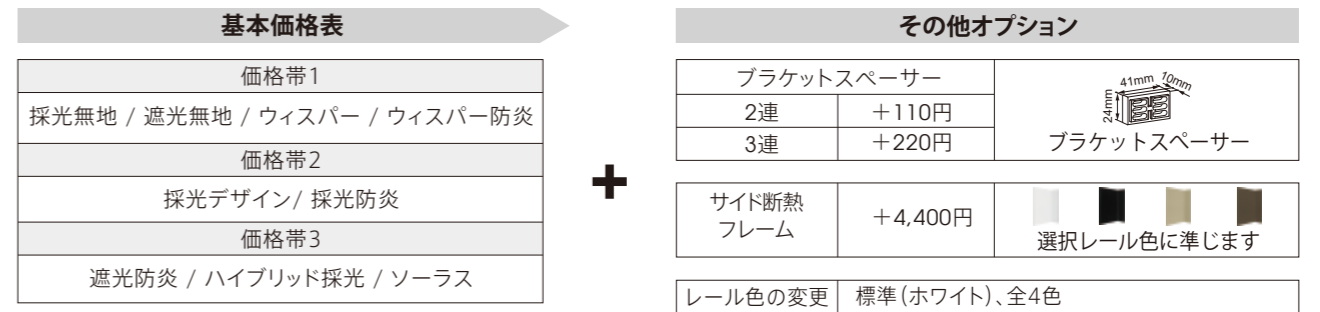 基本価格表
価格帯1
採光無地 / 遮光無地 / ウィスパー / ウィスパー防炎
価格帯2
採光デザイン/ 採光防炎
価格帯3
遮光防炎 / ハイブリッド採光 / ソーラス
+
その他オプション
ブラケットスペーサー
2連 +110円
3連 +220円
41mm 10mm
24mm
ブラケットスペーサー
サイド断熱
フレーム
+4,400円
選択レール色に準じます
レール色の変更 標準(ホワイト)、全4色